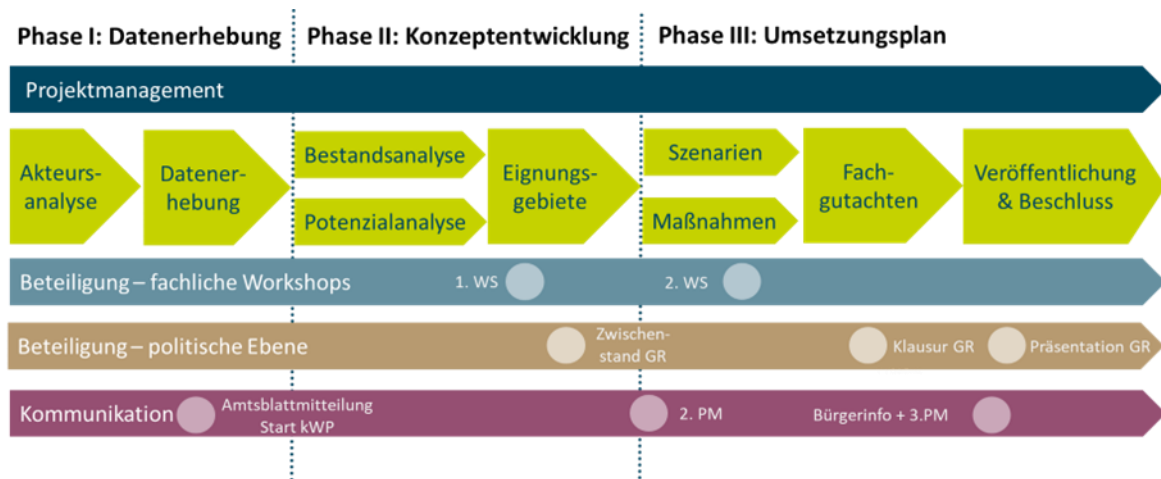 Phase I: Datenerhebung
Phase II: Konzeptentwicklung
Phase III: Umsetzungsplan
Projektmanagement
Akteurs-
analyse
Datener-
hebung
Bestandsanalyse
Potenzialanalyse
Eignungs-
gebiete
Szenarien
Maßnahmen
Fach-
gutachten
Veröffentlichung
& Beschluss
Beteiligung – fachliche Workshops
1. WS
2. WS
Beteiligung – politische Ebene
Zwischen-
stand GR
Klausur GR
Präsentation GR
Kommunikation
Amtsblattmitteilung
Start kWP
2. PM
Bürgerinfo + 3.PM